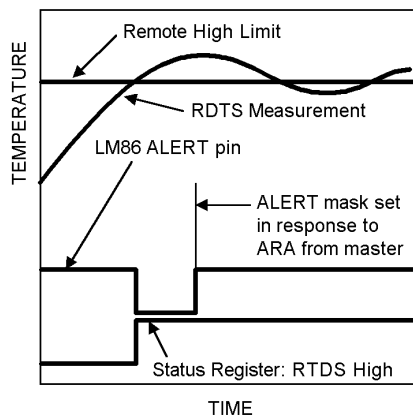 Remote High Limit
RDTS Measurement
LM86 ALERT pin
TEMPERATURE
ALERT mask set
in response to
ARA from master
Status Register: RTDS High
TIME